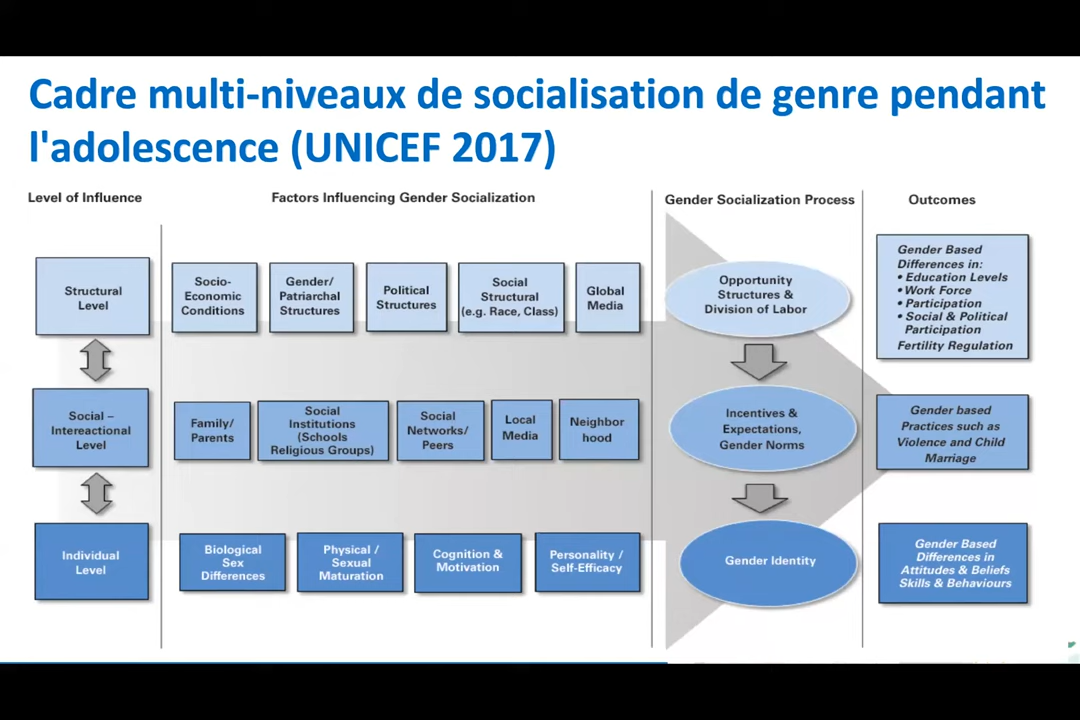 Cadre multi-niveaux de socialisation de genre pendant
l'adolescence (UNICEF 2017)
Level of Influence
Factors Influencing Gender Socialization
Gender Socialization Process
Outcomes
Structural
Level
Socio-
Economic
Conditions
Gender/
Patriarchal
Structures
Political
Structures
Social
Structural
(e.g. Race, Class)
Global
Media
Opportunity
Structures &
Division of Labor
Gender Based
Differences in:
• Education Levels
• Work Force
• Participation
• Social & Political
Participation
Fertility Regulation
Social –
Intereactional
Level
Family/
Parents
Social
Institutions
(Schools
Religious Groups)
Social
Networks/
Peers
Local
Media
Neighbor
hood
Incentives &
Expectations,
Gender Norms
Gender based
Practices such as
Violence and Child
Marriage
Individual
Level
Biological
Sex
Differences
Physical /
Sexual
Maturation
Cognition &
Motivation
Personality /
Self-Efficacy
Gender Identity
Gender Based
Differences in
Attitudes & Beliefs
Skills & Behaviours